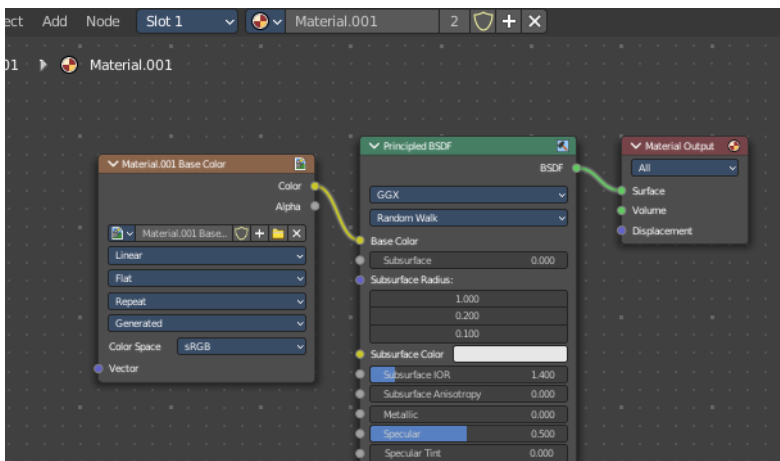 ect Add Node Slot 1 Material.001 2
01 Material.001
Material.001 Base Color
Color
Alpha
Material.001 Base...
Linear
Flat
Repeat
Generated
Color Space sRGB
Vector
Principled BSDF
BSDF
GGX
Random Walk
Base Color
Subsurface 0.000
Subsurface Radius:
1.000
0.200
0.100
Subsurface Color
Subsurface IOR 1.400
Subsurface Anisotropy 0.000
Metallic 0.000
Specular 0.500
Specular Tint 0.000
Material Output
All
Surface
Volume
Displacement